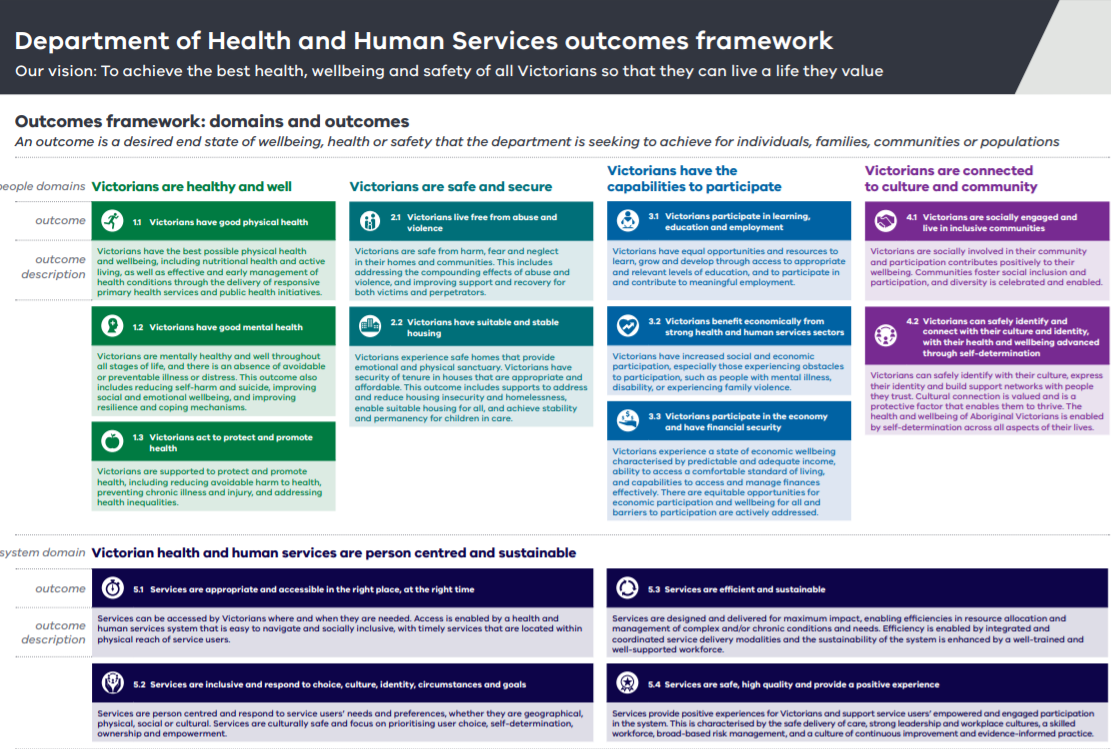 Department of Health and Human Services outcomes framework
Our vision: To achieve the best health, wellbeing and safety of all Victorians so that they can live a life they value
Outcomes framework: domains and outcomes
An outcome is a desired end state of wellbeing, health or safety that the department is seeking to achieve for individuals, families, communities or populations
people domains
Victorians are healthy and well
outcome
1.1 Victorians have good physical health
outcome
description
Victorians have the best possible physical health
and wellbeing, including nutritional health and active
living, as well as effective and early management of
health conditions through the delivery of responsive
primary health services and public health initiatives.
1.2 Victorians have good mental health
Victorians are mentally healthy and well throughout
all stages of life, and there is an absence of avoidable
or preventable illness or distress. This outcome also
includes reducing self-harm and suicide, improving
social and emotional wellbeing, and improving
resilience and coping mechanisms.
1.3 Victorians act to protect and promote
health
Victorians are supported to protect and promote
health, including reducing avoidable harm to health,
preventing chronic illness and injury, and addressing
health inequalities.
Victorians are safe and secure
2.1 Victorians live free from abuse and
violence
Victorians are safe from harm, fear and neglect
in their homes and communities. This includes
addressing the compounding effects of abuse and
violence, and improving support and recovery for
both victims and perpetrators.
2.2 Victorians have suitable and stable
housing
Victorians experience safe homes that provide
emotional and physical sanctuary. Victorians have
security of tenure in houses that are appropriate and
affordable. This outcome includes supports to address
and reduce housing insecurity and homelessness,
enable suitable housing for all, and achieve stability
and permanency for children in care.
Victorians have the
capabilities to participate
3.1 Victorians participate in learning,
education and employment
Victorians have equal opportunities and resources to
learn, grow and develop through access to appropriate
and relevant levels of education, and to participate in
and contribute to meaningful employment.
3.2 Victorians benefit economically from
strong health and human services sectors
Victorians have increased social and economic
participation, especially those experiencing obstacles
to participation, such as people with mental illness,
disability, or experiencing family violence.
3.3 Victorians participate in the economy
and have financial security
Victorians experience a state of economic wellbeing
characterised by predictable and adequate income,
ability to access a comfortable standard of living,
and capabilities to access and manage finances
effectively. There are equitable opportunities for
economic participation and wellbeing for all and
barriers to participation are actively addressed.
Victorians are connected
to culture and community
4.1 Victorians are socially engaged and
live in inclusive communities
Victorians are socially involved in their community
and participation contributes positively to their
wellbeing. Communities foster social inclusion and
participation, and diversity is celebrated and enabled.
4.2 Victorians can safely identify and
connect with their culture and identity,
with their health and wellbeing advanced
through self-determination
Victorians can safely identify with their culture, express
their identity and build support networks with people
they trust. Cultural connection is valued and is a
protective factor that enables them to thrive. The
health and wellbeing of Aboriginal Victorians is enabled
by self-determination across all aspects of their lives.
system domain
Victorian health and human services are person centred and sustainable
outcome
5.1 Services are appropriate and accessible in the right place, at the right time
outcome
description
Services can be accessed by Victorians where and when they are needed. Access is enabled by a health and
human services system that is easy to navigate and socially inclusive, with timely services that are located within
physical reach of service users.
5.2 Services are inclusive and respond to choice, culture, identity, circumstances and goals
Services are person centred and respond to service users' needs and preferences, whether they are geographical,
physical, social or cultural. Services are culturally safe and focus on prioritising user choice, self-determination,
ownership and empowerment.
5.3 Services are efficient and sustainable
Services are designed and delivered for maximum impact, enabling efficiencies in resource allocation and
management of complex and/or chronic conditions and needs. Efficiency is enabled by integrated and
coordinated service delivery modalities and the sustainability of the system is enhanced by a well-trained and
well-supported workforce.
5.4 Services are safe, high quality and provide a positive experience
Services provide positive experiences for Victorians and support service users' empowered and engaged participation
in the system. This is characterised by the safe delivery of care, strong leadership and workplace cultures, a skilled
workforce, broad-based risk management, and a culture of continuous improvement and evidence-informed practice.